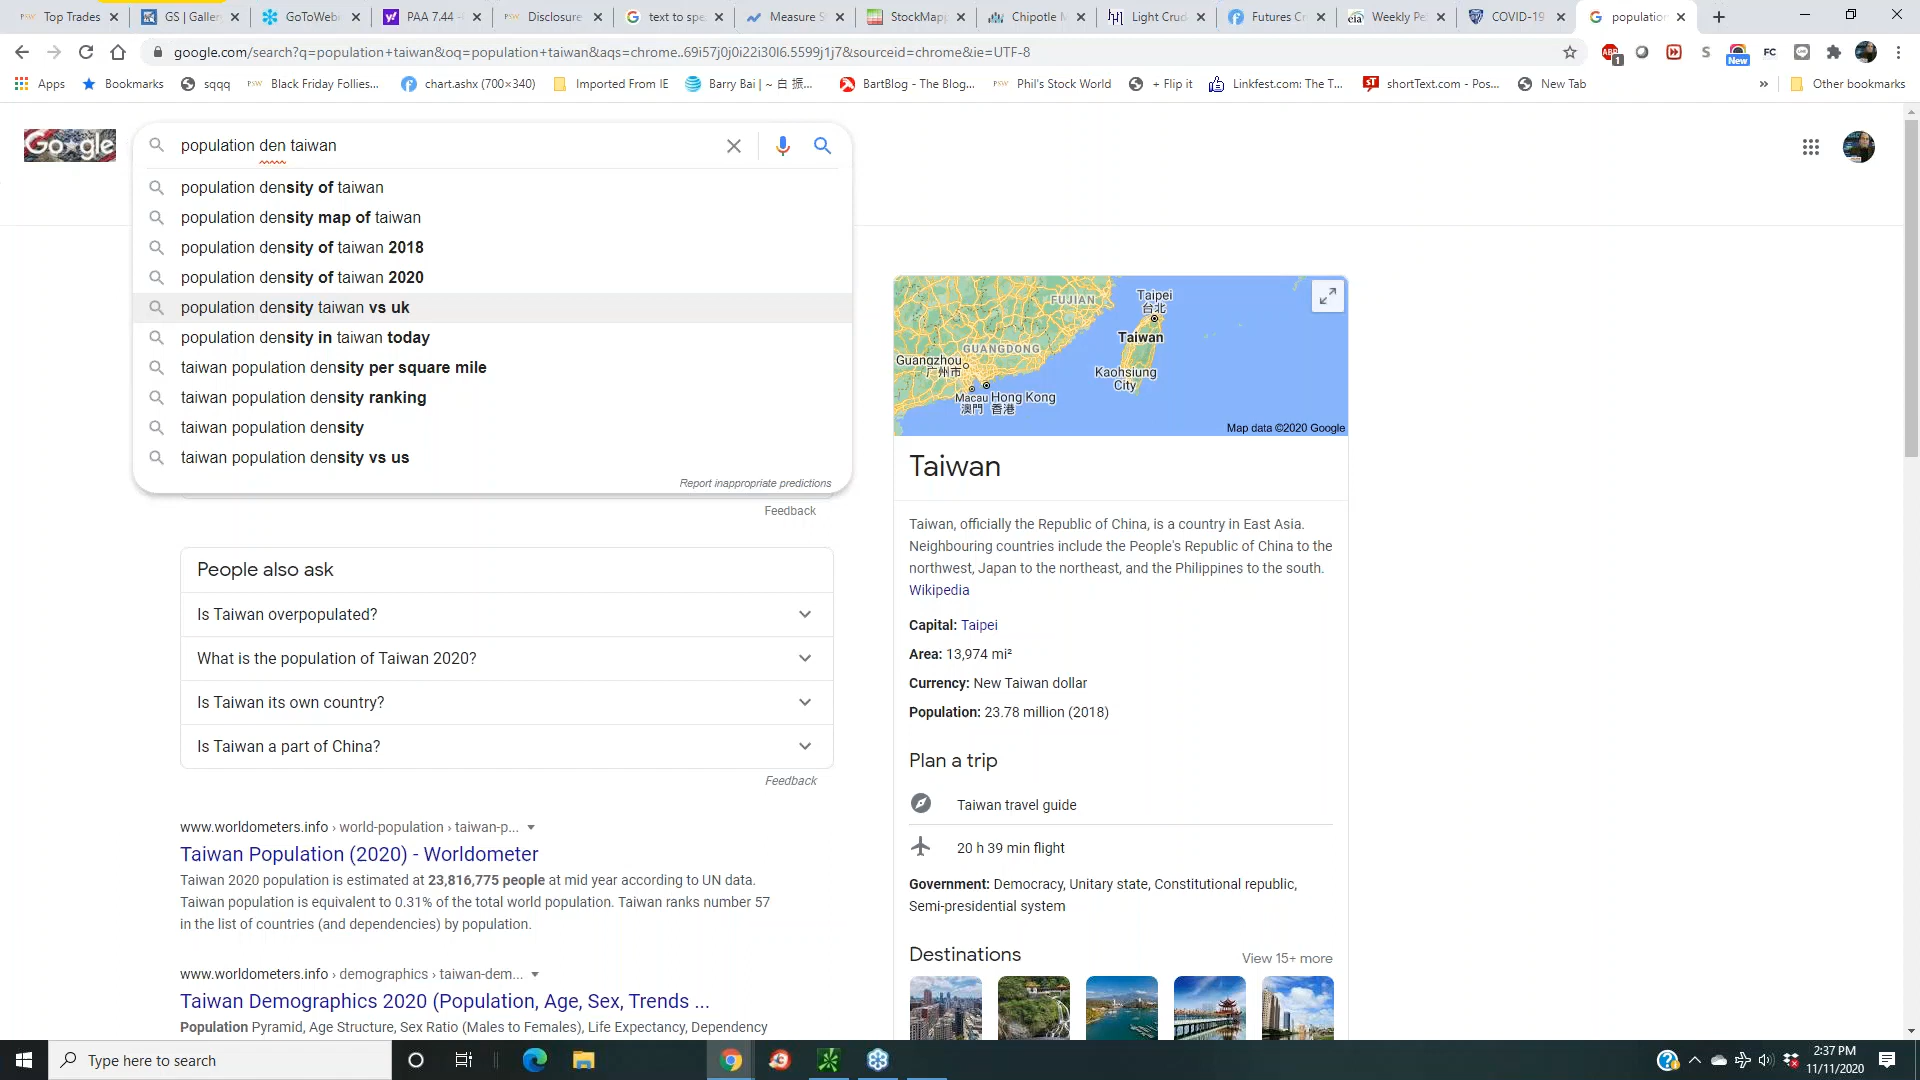 PSW Top Trades
GS | Galler
GoToWeb
PAA 7.44
PSW Disclosure
text to spe
Measure S
StockMap
Chipotle M
Light Crud
Futures Cr
Weekly Pe
COVID-19
population
google.com/search?q=population+taiwan&oq=population+taiwan&aqs=chrome..69i57j0j0i22i30l6.5599j1j7&sourceid=chrome&ie=UTF-8
ABP 1
S
New
FC
Apps
Bookmarks
sqqq
PSW Black Friday Follies...
chart.ashx (700×340)
Imported From IE
Barry Bai | ~ 白 振...
BartBlog - The Blog...
PSW Phil's Stock World
+ Flip it
Linkfest.com: The T...
sT shortText.com - Pos...
New Tab
»
Other bookmarks
Google
population den taiwan
population density of taiwan
population density map of taiwan
population density of taiwan 2018
population density of taiwan 2020
population density taiwan vs uk
population density in taiwan today
taiwan population density per square mile
taiwan population density ranking
taiwan population density
taiwan population density vs us
Report inappropriate predictions
Feedback
People also ask
Is Taiwan overpopulated?
What is the population of Taiwan 2020?
Is Taiwan its own country?
Is Taiwan a part of China?
Feedback
www.worldometers.info › world-population › taiwan-p...
Taiwan Population (2020) - Worldometer
Taiwan 2020 population is estimated at 23,816,775 people at mid year according to UN data.
Taiwan population is equivalent to 0.31% of the total world population. Taiwan ranks number 57
in the list of countries (and dependencies) by population.
www.worldometers.info › demographics › taiwan-dem...
Taiwan Demographics 2020 (Population, Age, Sex, Trends ...
Population Pyramid, Age Structure, Sex Ratio (Males to Females), Life Expectancy, Dependency
FUJIAN
Taipei
台北
Taiwan
GUANGDONG
Guangzhou
广州市
Kaohsiung
City
Macau Hong Kong
澳門 香港
Map data ©2020 Google
Taiwan
Taiwan, officially the Republic of China, is a country in East Asia.
Neighbouring countries include the People's Republic of China to the
northwest, Japan to the northeast, and the Philippines to the south.
Wikipedia
Capital: Taipei
Area: 13,974 mi²
Currency: New Taiwan dollar
Population: 23.78 million (2018)
Plan a trip
Taiwan travel guide
20 h 39 min flight
Government: Democracy, Unitary state, Constitutional republic,
Semi-presidential system
Destinations
View 15+ more
Type here to search
2:37 PM
11/11/2020